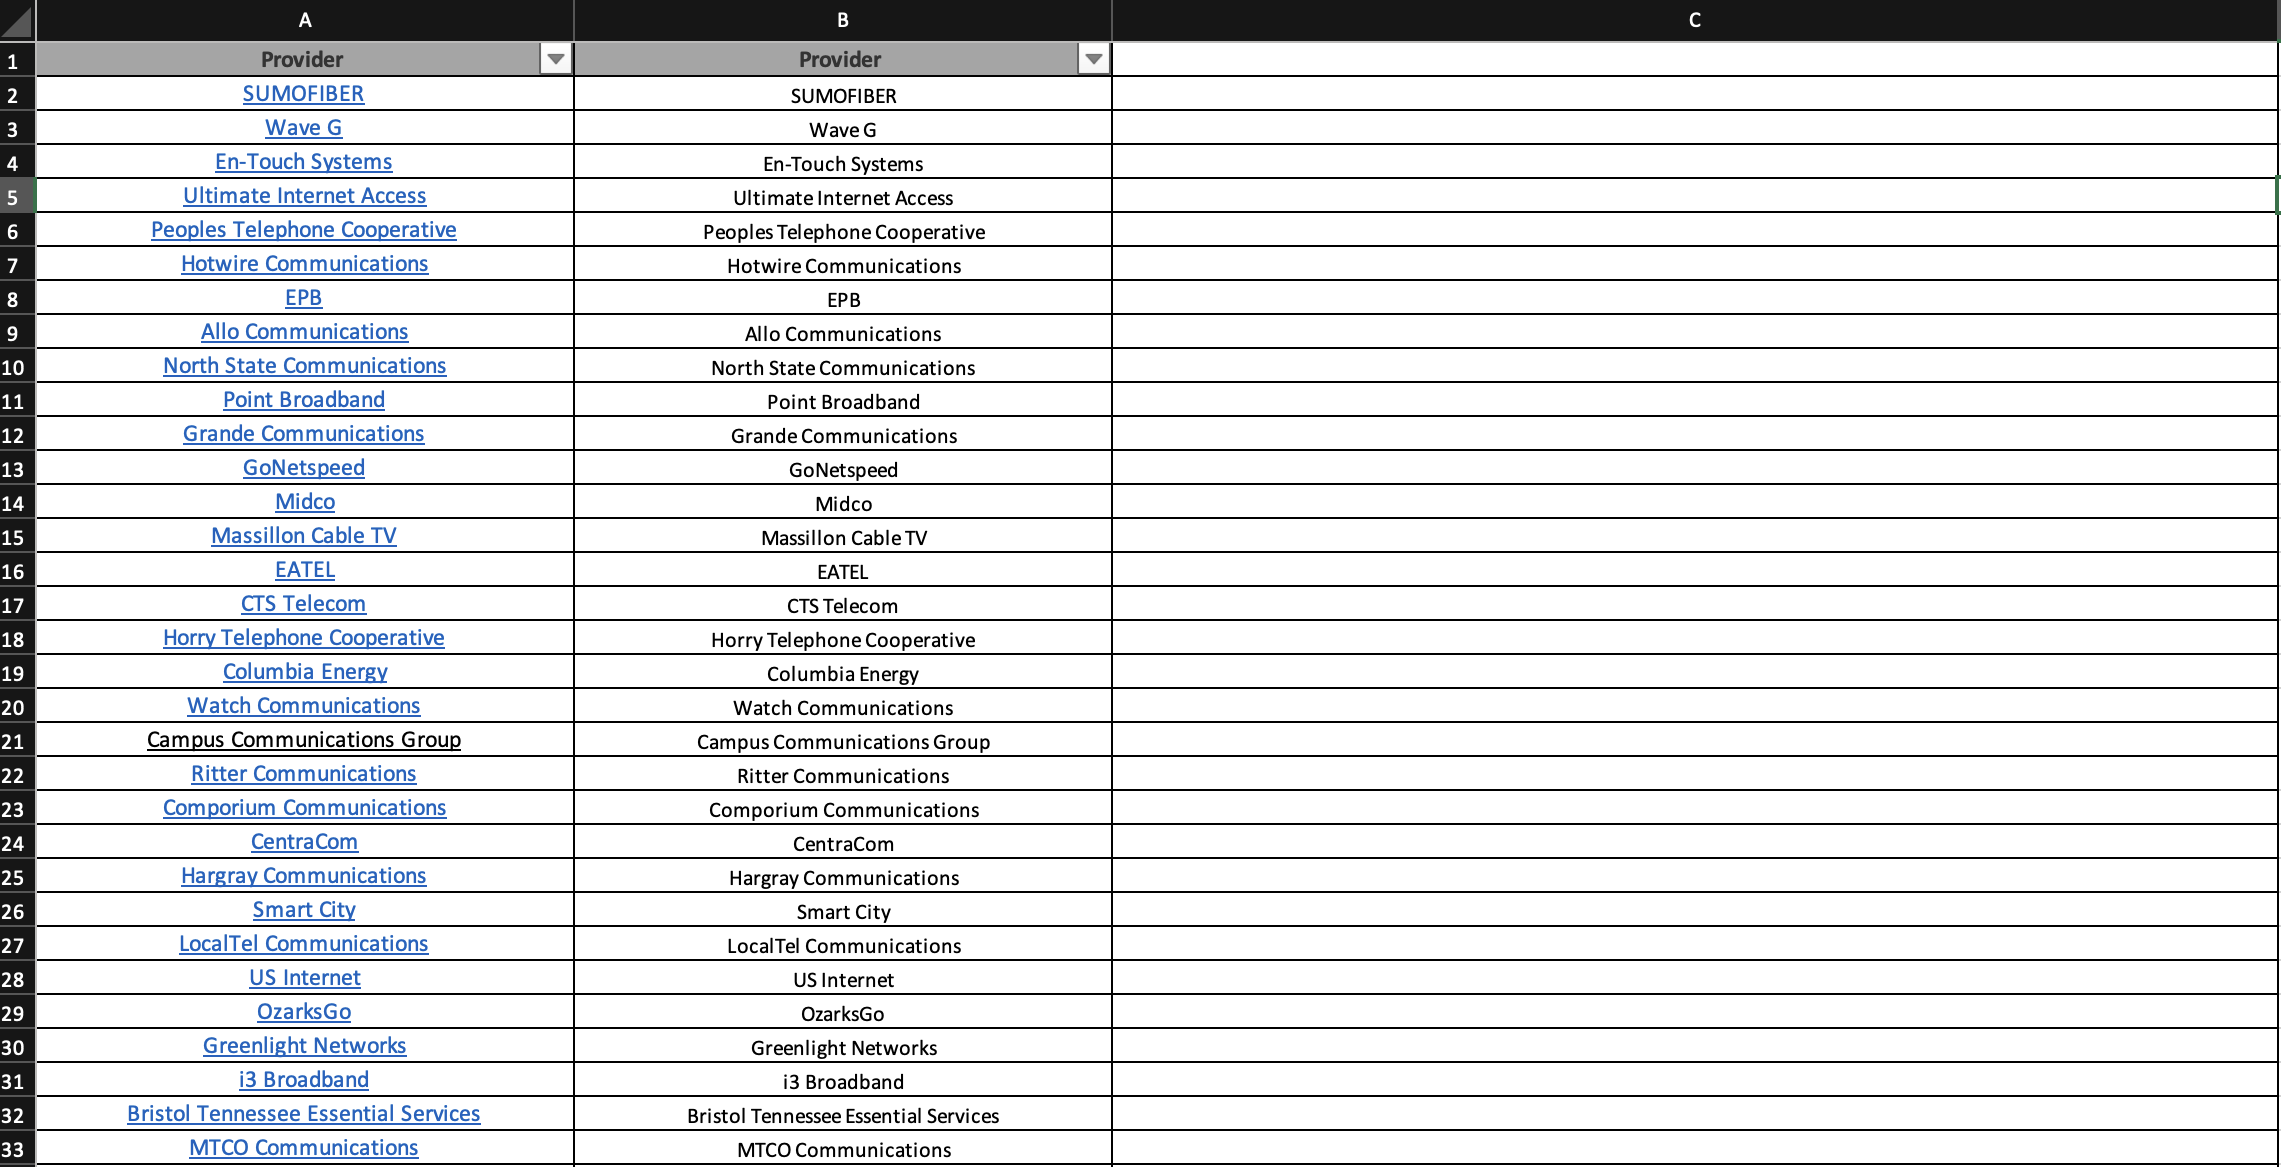 A B C
1 Provider Provider
2 SUMOFIBER SUMOFIBER
3 Wave G Wave G
4 En-Touch Systems En-Touch Systems
5 Ultimate Internet Access Ultimate Internet Access
6 Peoples Telephone Cooperative Peoples Telephone Cooperative
7 Hotwire Communications Hotwire Communications
8 EPB EPB
9 Allo Communications Allo Communications
10 North State Communications North State Communications
11 Point Broadband Point Broadband
12 Grande Communications Grande Communications
13 GoNetspeed GoNetspeed
14 Midco Midco
15 Massillon Cable TV Massillon Cable TV
16 EATEL EATEL
17 CTS Telecom CTS Telecom
18 Horry Telephone Cooperative Horry Telephone Cooperative
19 Columbia Energy Columbia Energy
20 Watch Communications Watch Communications
21 Campus Communications Group Campus Communications Group
22 Ritter Communications Ritter Communications
23 Comporium Communications Comporium Communications
24 CentraCom CentraCom
25 Hargray Communications Hargray Communications
26 Smart City Smart City
27 LocalTel Communications LocalTel Communications
28 US Internet US Internet
29 OzarksGo OzarksGo
30 Greenlight Networks Greenlight Networks
31 i3 Broadband i3 Broadband
32 Bristol Tennessee Essential Services Bristol Tennessee Essential Services
33 MTCO Communications MTCO Communications